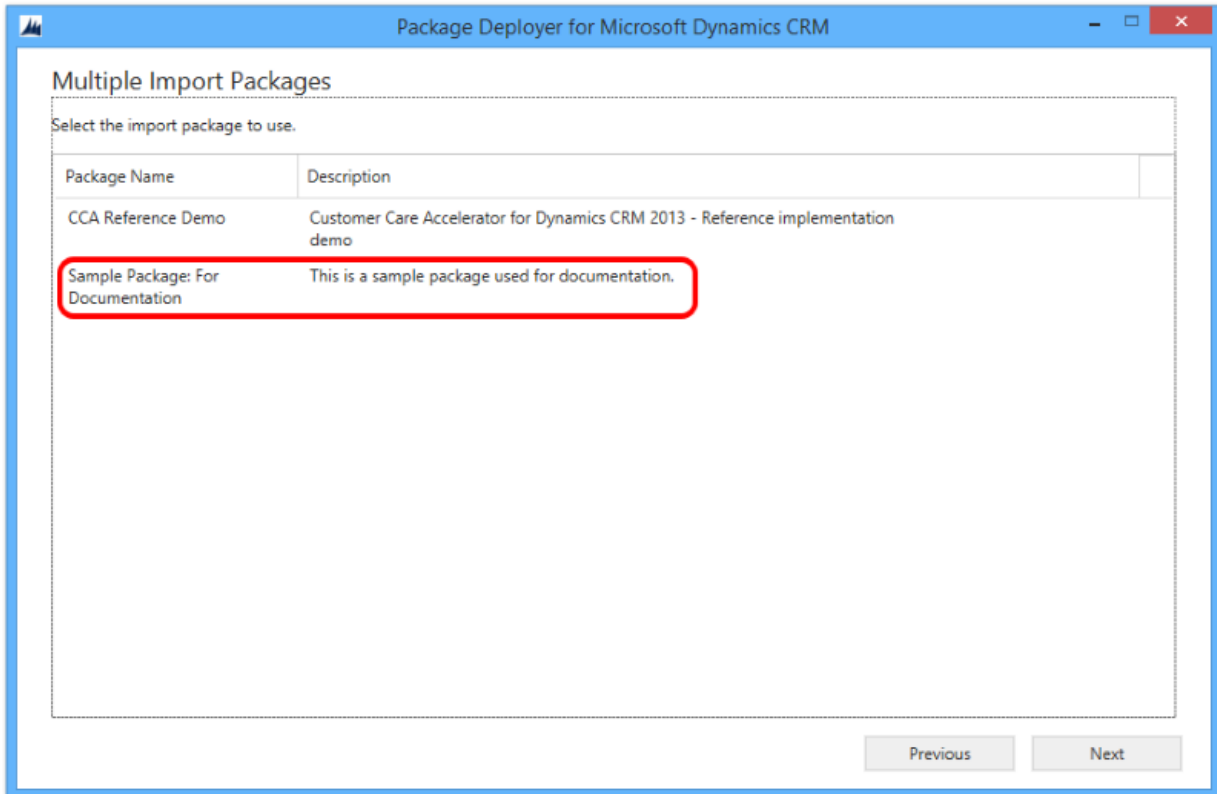 Package Deployer for Microsoft Dynamics CRM
Multiple Import Packages
Select the import package to use.
Package Name Description
CCA Reference Demo Customer Care Accelerator for Dynamics CRM 2013 - Reference implementation
demo
Sample Package: For This is a sample package used for documentation.
Documentation
Previous Next